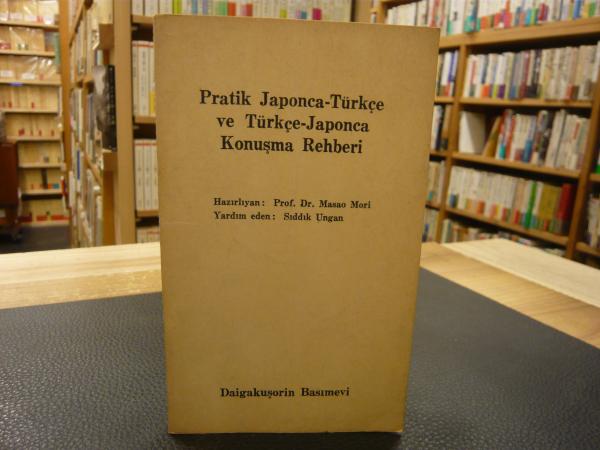 Pratik Japonca-Türkçe
ve Türkçe-Japonca
Konuşma Rehberi
Hazırlıyan: Prof. Dr. Masao Mori
Yardım eden: Sıddık Ungan
Daigakuşorin Basımevi